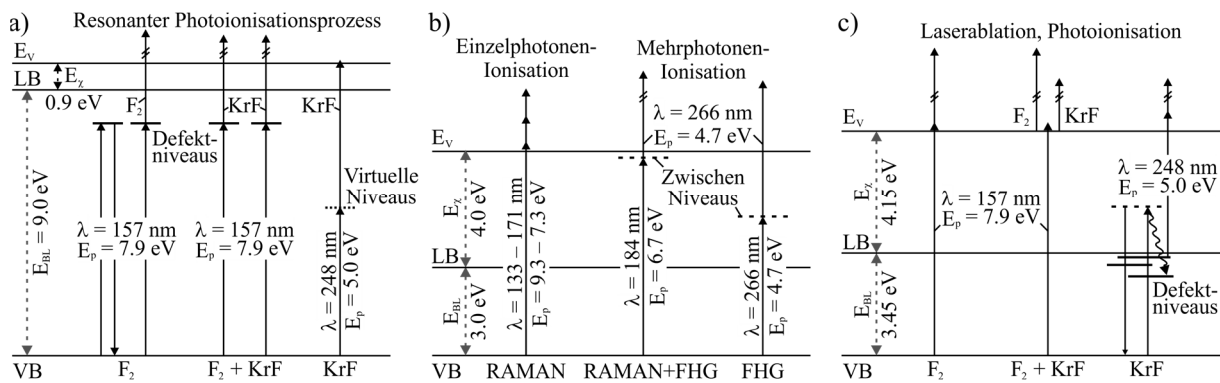 a)
Resonanter Photoionisationsprozess
E_V
E_χ
LB
0.9 eV
F₂
KrF
KrF
Defekt-
niveaus
Virtuelle
Niveaus
E_BL = 9.0 eV
λ = 157 nm
E_p = 7.9 eV
λ = 157 nm
E_p = 7.9 eV
λ = 248 nm
E_p = 5.0 eV
VB
F₂
F₂ + KrF
KrF
b)
Einzelphotonen-
Ionisation
Mehrphotonen-
Ionisation
λ = 266 nm
E_p = 4.7 eV
E_V
Zwischen
Niveaus
E_χ
4.0 eV
LB
E_BL
3.0 eV
λ = 133 – 171 nm
E_p = 9.3 – 7.3 eV
λ = 184 nm
E_p = 6.7 eV
λ = 266 nm
E_p = 4.7 eV
VB
RAMAN
RAMAN+FHG
FHG
c)
Laserablation, Photoionisation
F₂
KrF
E_V
λ = 248 nm
E_p = 5.0 eV
E_χ
4.15 eV
λ = 157 nm
E_p = 7.9 eV
LB
E_BL
3.45 eV
Defekt-
niveaus
VB
F₂
F₂ + KrF
KrF